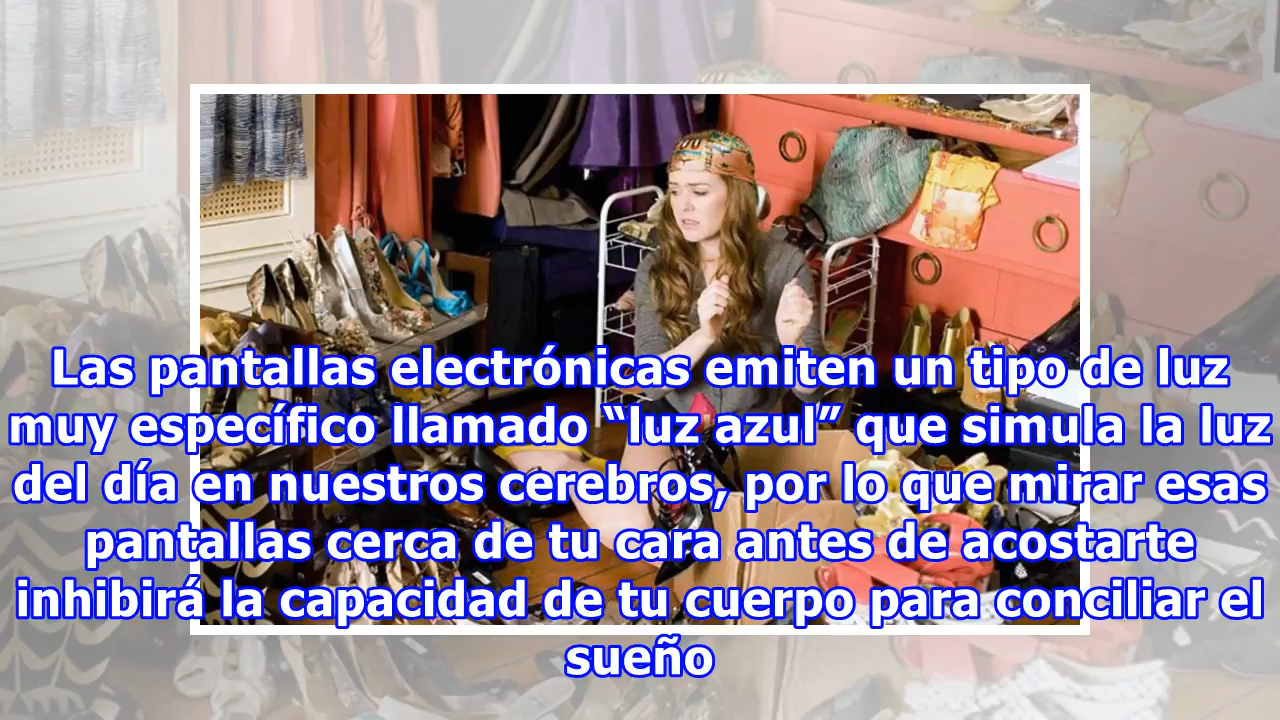 Las pantallas electrónicas emiten un tipo de luz
muy específico llamado “luz azul” que simula la luz
del día en nuestros cerebros, por lo que mirar esas
pantallas cerca de tu cara antes de acostarte
inhibirá la capacidad de tu cuerpo para conciliar el
sueño